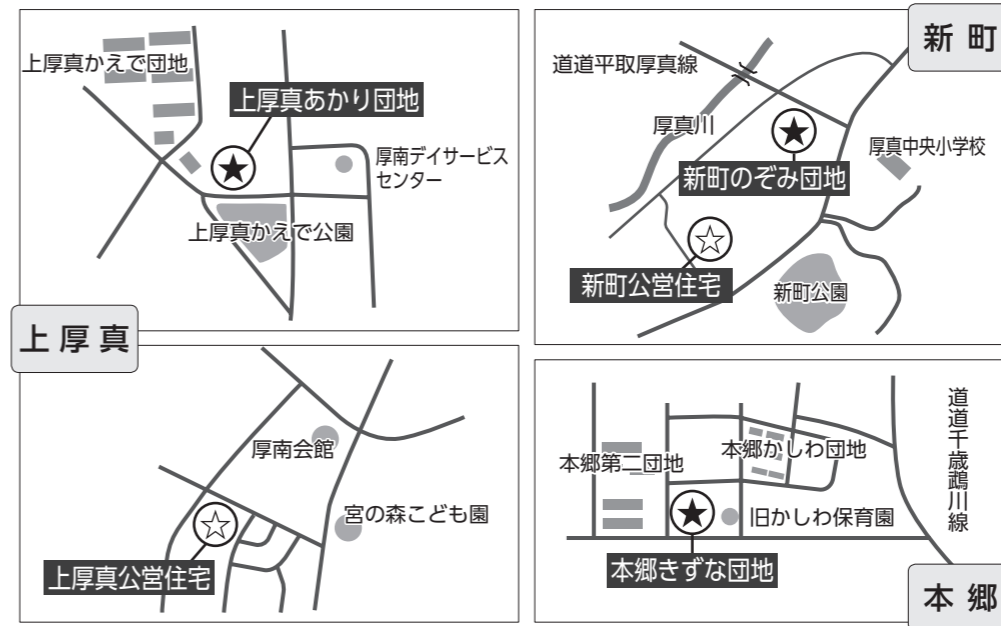 上厚真かえで団地
上厚真あかり団地
厚南デイサービス
センター
上厚真かえで公園
新町
道道平取厚真線
厚真川
厚真中央小学校
新町のぞみ団地
新町公営住宅
新町公園
上厚真
厚南会館
宮の森こども園
上厚真公営住宅
道道千歳鵡川線
本郷第二団地
本郷かしわ団地
旧かしわ保育園
本郷きずな団地
本郷